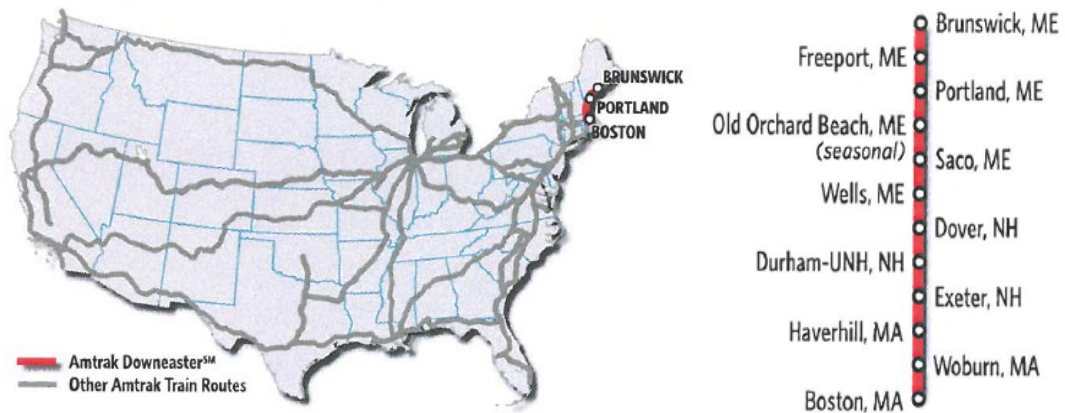 BRUNSWICK
PORTLAND
BOSTON
Amtrak Downeaster℠
Other Amtrak Train Routes
Brunswick, ME
Freeport, ME
Portland, ME
Old Orchard Beach, ME
(seasonal)
Saco, ME
Wells, ME
Dover, NH
Durham-UNH, NH
Exeter, NH
Haverhill, MA
Woburn, MA
Boston, MA